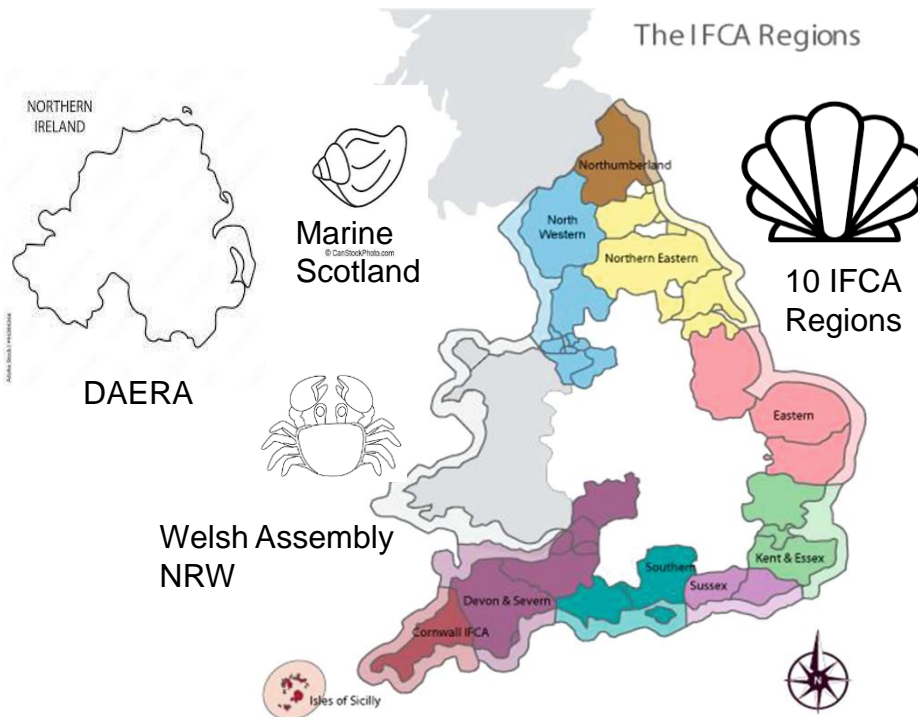 The IFCA Regions
NORTHERN
IRELAND
Marine
© CanStockPhoto.com
Scotland
DAERA
10 IFCA
Regions
Northumberland
North
Western
Northern Eastern
Eastern
Welsh Assembly
NRW
Kent & Essex
Southern
Sussex
Devon & Severn
Cornwall IFCA
Isles of Sicilly
N